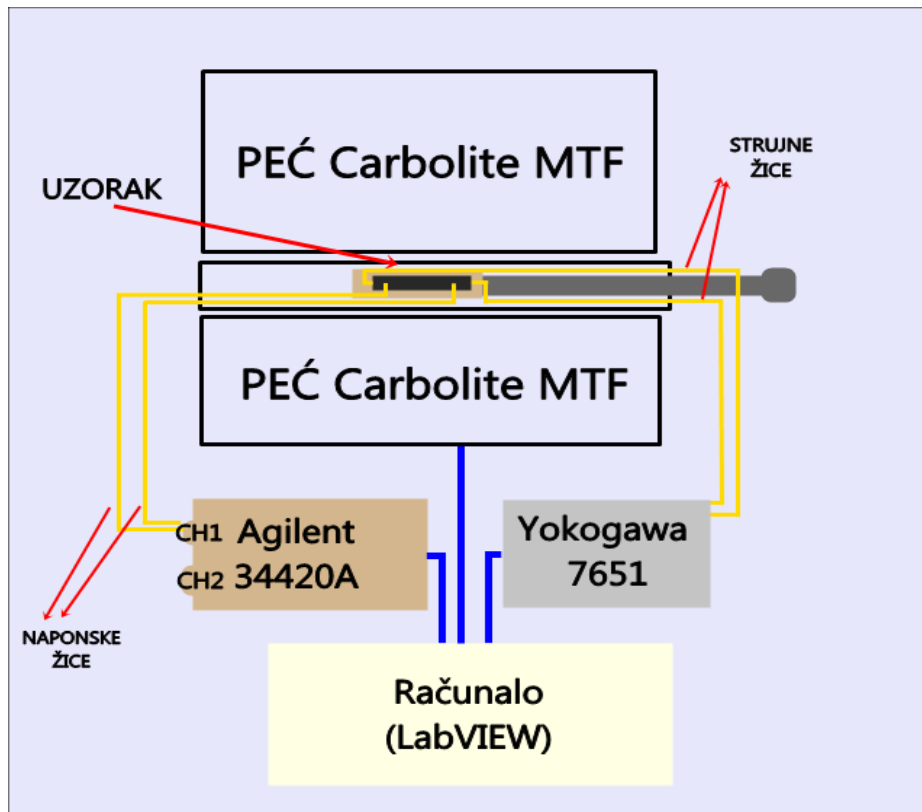 PEĆ Carbolite MTF
STRUJNE
ŽICE
UZORAK
PEĆ Carbolite MTF
CH1 Agilent
CH2 34420A
Yokogawa
7651
NAPONSKE
ŽICE
Računalo
(LabVIEW)